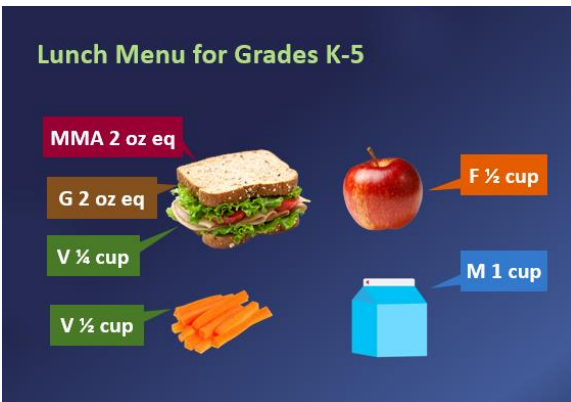 Lunch Menu for Grades K-5
MMA 2 oz eq
G 2 oz eq
V ¼ cup
V ½ cup
F ½ cup
M 1 cup